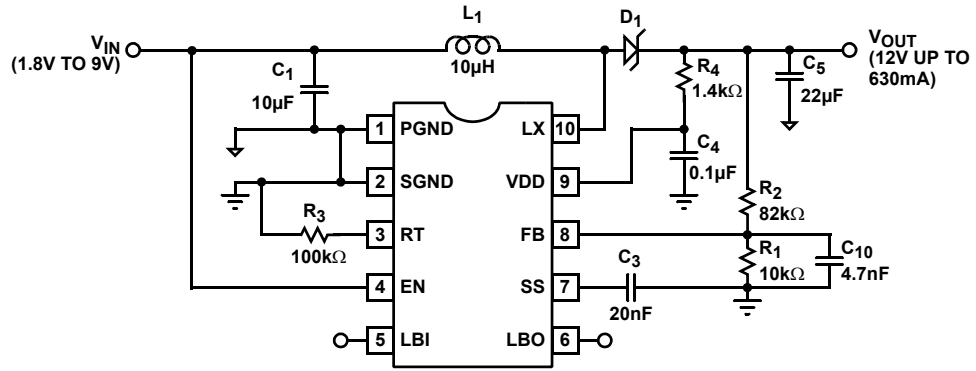 VIN
(1.8V TO 9V)
C1
10µF
L1
10µH
D1
R4
1.4kΩ
C5
22µF
VOUT
(12V UP TO
630mA)
1 PGND LX 10
2 SGND VDD 9
C4
0.1µF
R3
100kΩ
3 RT FB 8
R2
82kΩ
R1
10kΩ
C10
4.7nF
4 EN SS 7
C3
20nF
5 LBI LBO 6